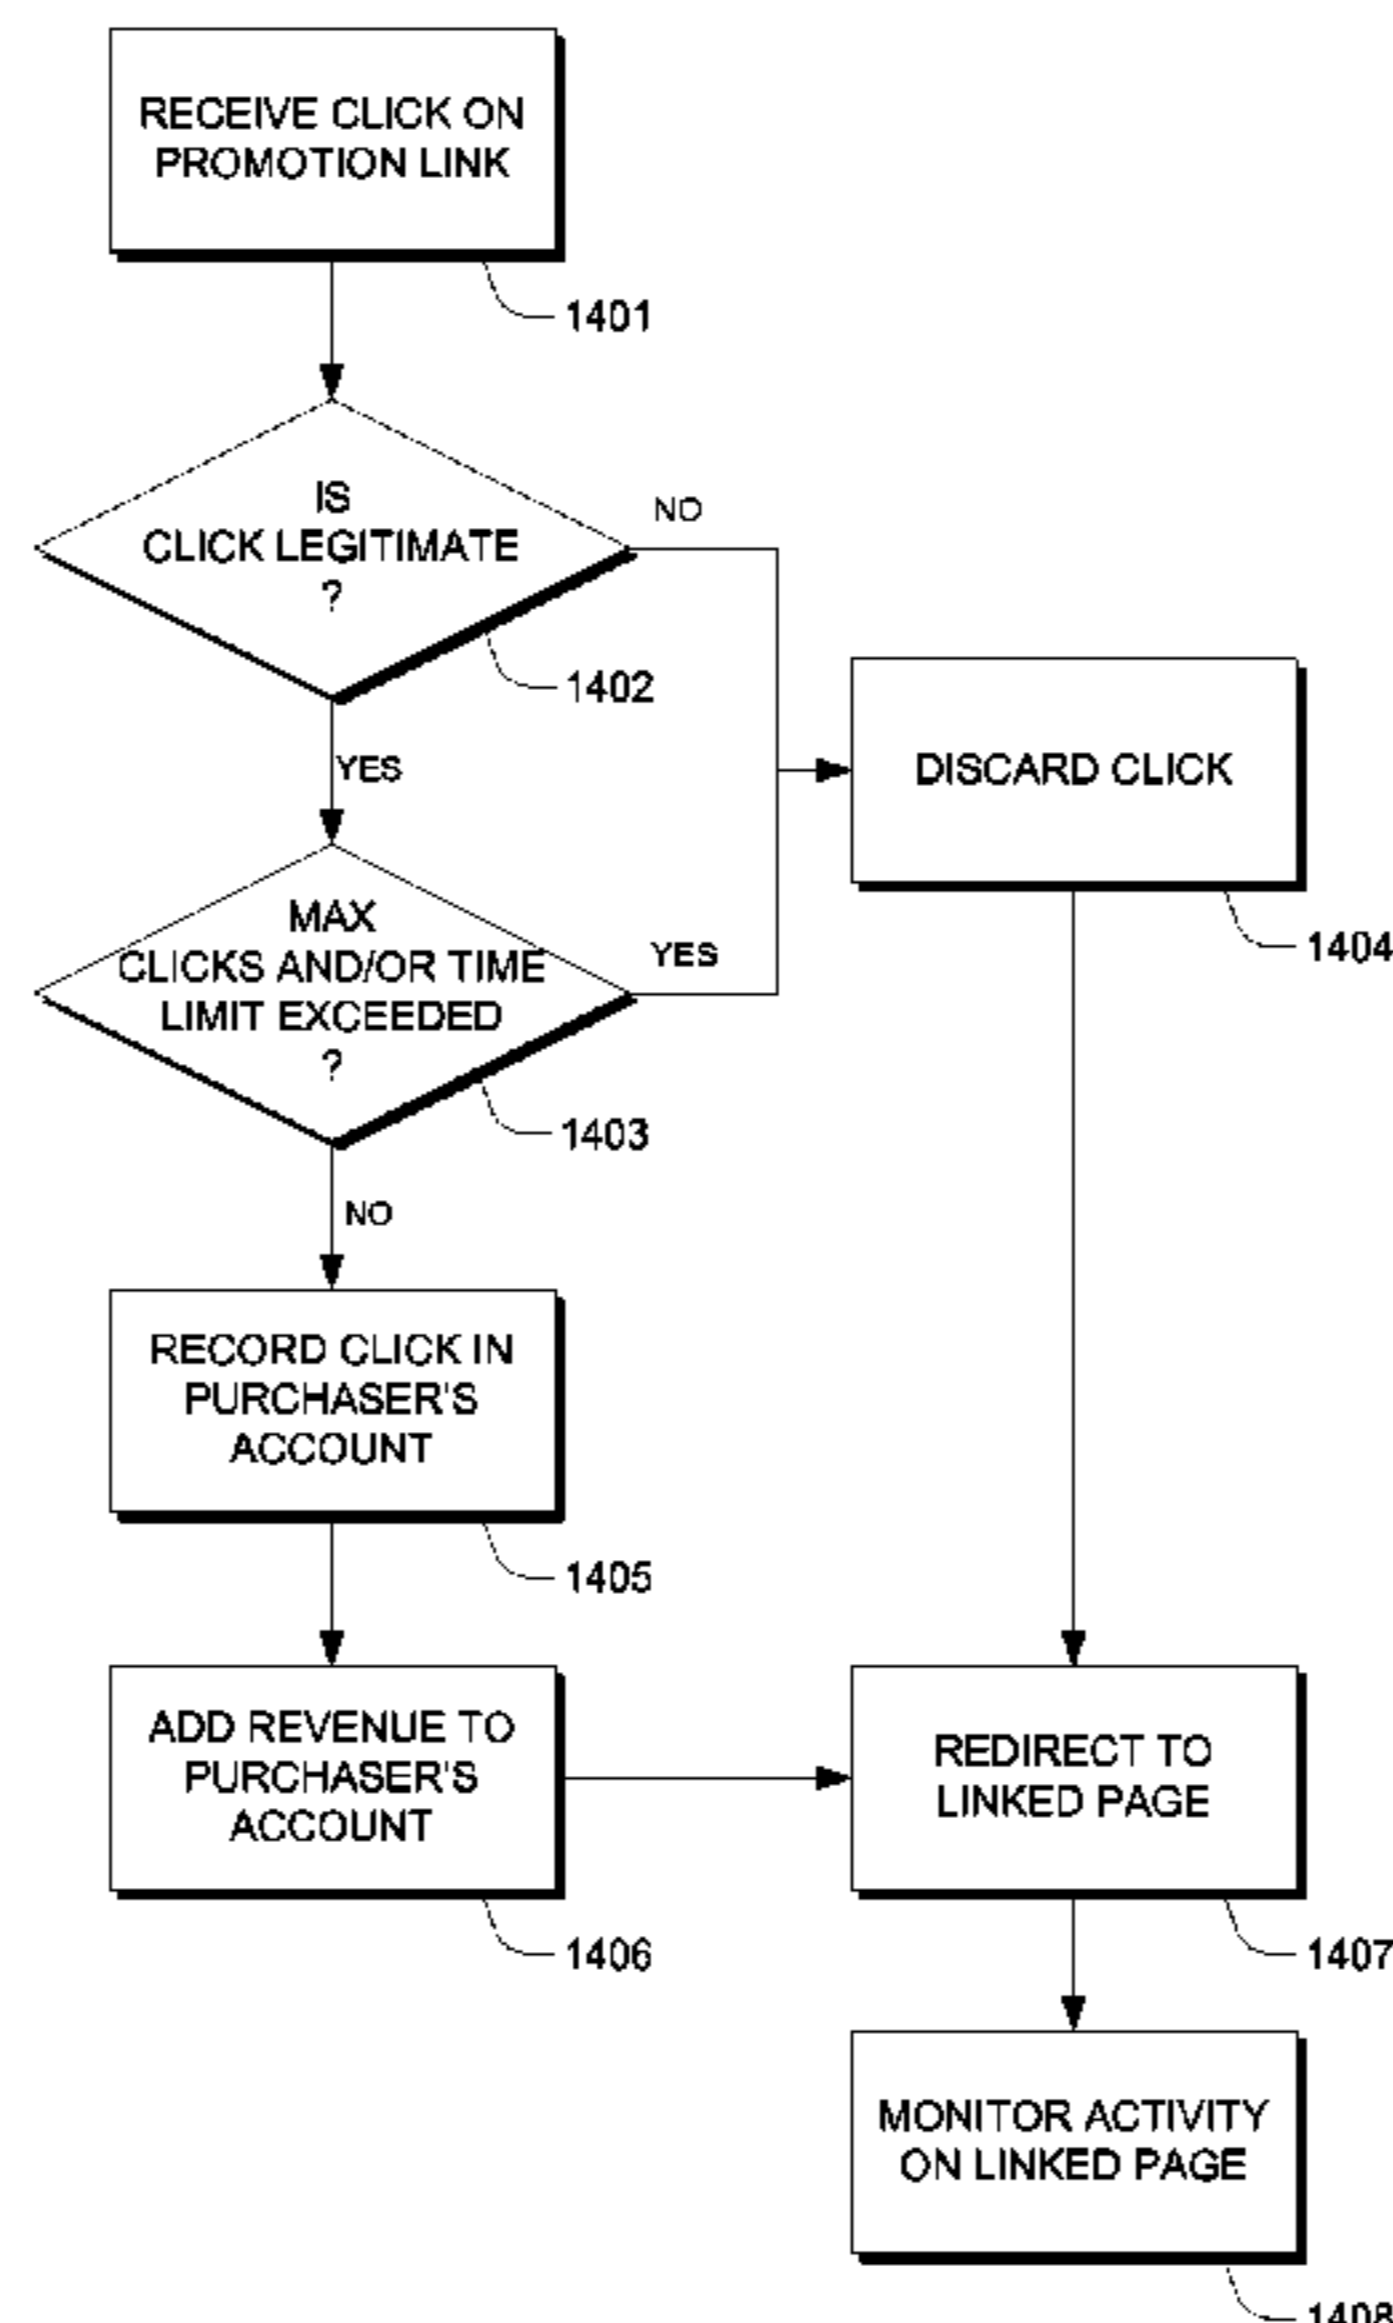 RECEIVE CLICK ON
PROMOTION LINK
1401
IS
CLICK LEGITIMATE
?
NO
1402
YES
DISCARD CLICK
1404
MAX
CLICKS AND/OR TIME
LIMIT EXCEEDED
?
YES
1403
NO
RECORD CLICK IN
PURCHASER'S
ACCOUNT
1405
ADD REVENUE TO
PURCHASER'S
ACCOUNT
1406
REDIRECT TO
LINKED PAGE
1407
MONITOR ACTIVITY
ON LINKED PAGE
1408